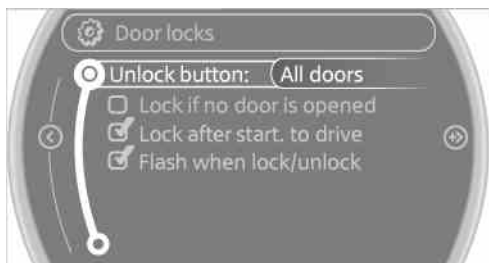 Door locks
Unlock button: All doors
Lock if no door is opened
Lock after start. to drive
Flash when lock/unlock